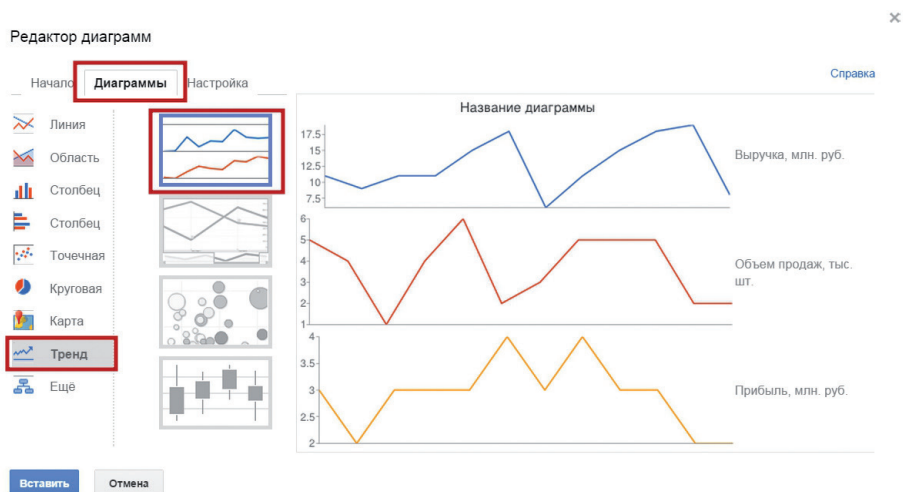 Редактор диаграмм
Начало Диаграммы Настройка
Справка
Линия
Область
Столбец
Столбец
Точечная
Круговая
Карта
Тренд
Ещё
Название диаграммы
17.5
15
12.5
10
7.5
Выручка, млн. руб.
6
5
4
3
2
1
Объем продаж, тыс.
шт.
4
3.5
3
2.5
2
Прибыль, млн. руб.
Вставить Отмена